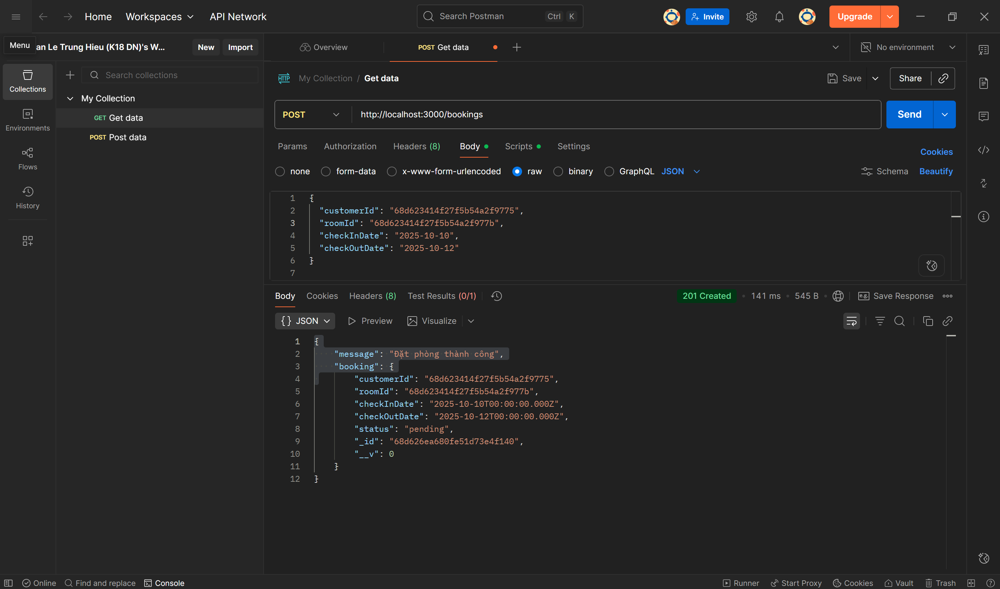 Home Workspaces API Network Search Postman Ctrl K Invite Upgrade
Menu an Le Trung Hieu (K18 DN)'s W... New Import Overview POST Get data No environment
Collections
Environments
Flows
History
Search collections
My Collection
GET Get data
POST Post data
HTTP My Collection / Get data Save Share
POST http://localhost:3000/bookings Send
Params Authorization Headers (8) Body Scripts Settings Cookies
none form-data x-www-form-urlencoded raw binary GraphQL JSON Schema Beautify
1 {
2 "customerId": "68d623414f27f5b54a2f9775",
3 "roomId": "68d623414f27f5b54a2f977b",
4 "checkInDate": "2025-10-10",
5 "checkOutDate": "2025-10-12"
6 }
7
Body Cookies Headers (8) Test Results (0/1) 201 Created • 141 ms • 545 B • e.g. Save Response
{} JSON Preview Visualize
1 {
2 "message": "Đặt phòng thành công",
3 "booking": {
4 "customerId": "68d623414f27f5b54a2f9775",
5 "roomId": "68d623414f27f5b54a2f977b",
6 "checkInDate": "2025-10-10T00:00:00.000Z",
7 "checkOutDate": "2025-10-12T00:00:00.000Z",
8 "status": "pending",
9 "_id": "68d626ea680fe51d73e4f140",
10 "__v": 0
11 }
12 }
Online Find and replace Console Runner Start Proxy Cookies Vault Trash